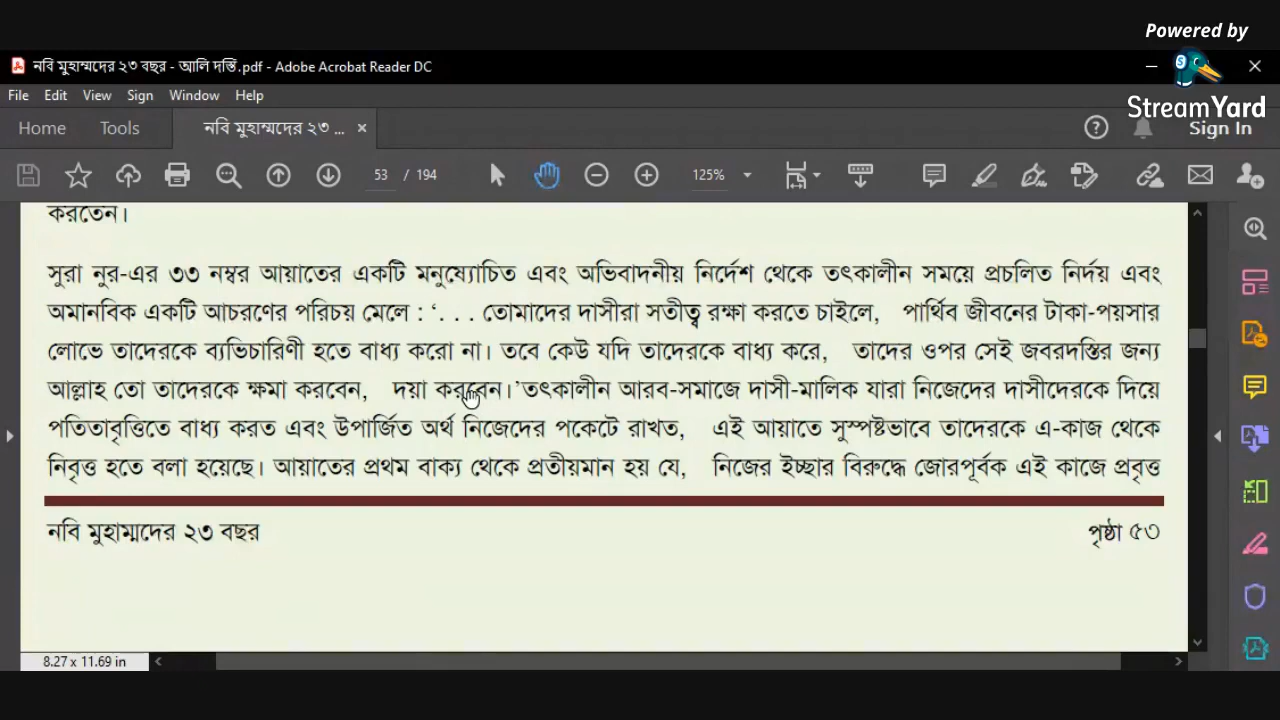 Powered by
StreamYard
নবি মুহাম্মদের ২৩ বছর - আলি দস্তি.pdf - Adobe Acrobat Reader DC
File Edit View Sign Window Help
Home Tools নবি মুহাম্মদের ২৩ ... × Sign In
53 / 194 125%
করতেন।
সুরা নুর-এর ৩৩ নম্বর আয়াতের একটি মনুষ্যোচিত এবং অভিবাদনীয় নির্দেশ থেকে তৎকালীন সময়ে প্রচলিত নির্দয় এবং
অমানবিক একটি আচরণের পরিচয় মেলে : ‘. . . তোমাদের দাসীরা সতীত্ব রক্ষা করতে চাইলে, পার্থিব জীবনের টাকা-পয়সার
লোভে তাদেরকে ব্যভিচারিণী হতে বাধ্য করো না। তবে কেউ যদি তাদেরকে বাধ্য করে, তাদের ওপর সেই জবরদস্তির জন্য
আল্লাহ তো তাদেরকে ক্ষমা করবেন, দয়া করবেন।’তৎকালীন আরব-সমাজে দাসী-মালিক যারা নিজেদের দাসীদেরকে দিয়ে
পতিতাবৃত্তিতে বাধ্য করত এবং উপার্জিত অর্থ নিজেদের পকেটে রাখত, এই আয়াতে সুস্পষ্টভাবে তাদেরকে এ-কাজ থেকে
নিবৃত্ত হতে বলা হয়েছে। আয়াতের প্রথম বাক্য থেকে প্রতীয়মান হয় যে, নিজের ইচ্ছার বিরুদ্ধে জোরপূর্বক এই কাজে প্রবৃত্ত
নবি মুহাম্মদের ২৩ বছর পৃষ্ঠা ৫৩
8.27 x 11.69 in